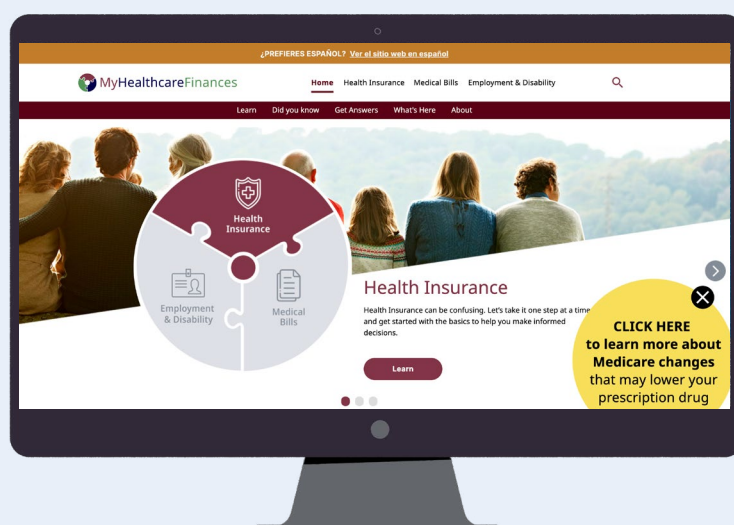 ¿PREFIERES ESPAÑOL? Ver el sitio web en español
MyHealthcareFinances
Home Health Insurance Medical Bills Employment & Disability
Learn Did you know Get Answers What's Here About
Health
Insurance
Employment
& Disability
Medical
Bills
Health Insurance
Health Insurance can be confusing. Let's take it one step at a time
and get started with the basics to help you make informed
decisions.
Learn
CLICK HERE
to learn more about
Medicare changes
that may lower your
prescription drug